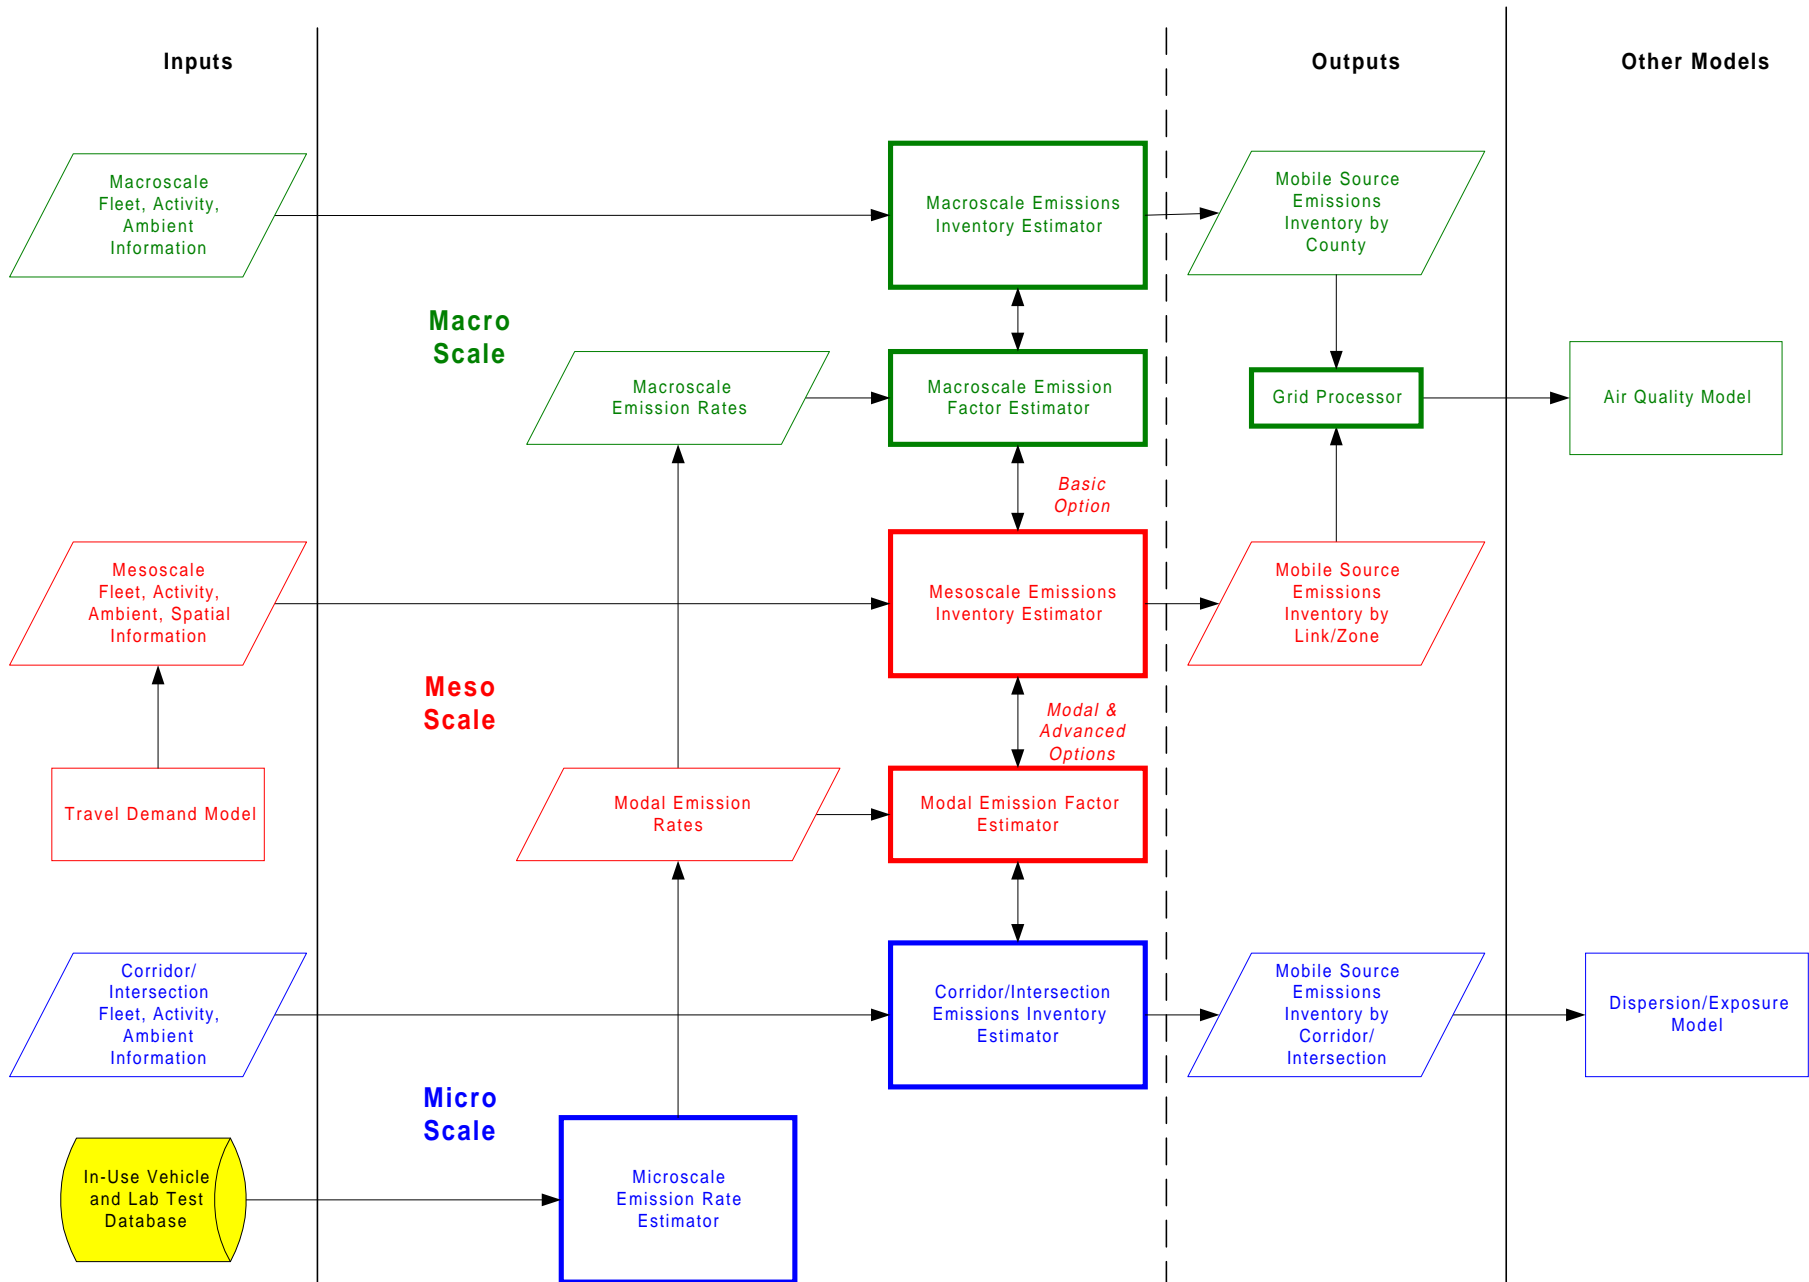 Inputs
Outputs
Other Models
Macroscale
Fleet, Activity,
Ambient
Information
Macroscale Emissions
Inventory Estimator
Mobile Source
Emissions
Inventory by
County
Macro
Scale
Macroscale
Emission Rates
Macroscale Emission
Factor Estimator
Grid Processor
Air Quality Model
Basic
Option
Mesoscale
Fleet, Activity,
Ambient, Spatial
Information
Mesoscale Emissions
Inventory Estimator
Mobile Source
Emissions
Inventory by
Link/Zone
Meso
Scale
Modal &
Advanced
Options
Travel Demand Model
Modal Emission
Rates
Modal Emission Factor
Estimator
Corridor/
Intersection
Fleet, Activity,
Ambient
Information
Corridor/Intersection
Emissions Inventory
Estimator
Mobile Source
Emissions
Inventory by
Corridor/
Intersection
Dispersion/Exposure
Model
Micro
Scale
In-Use Vehicle
and Lab Test
Database
Microscale
Emission Rate
Estimator